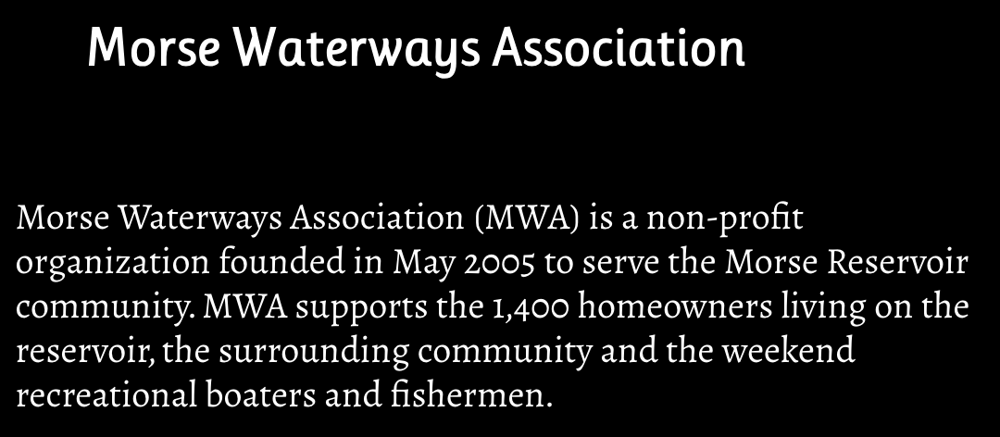 Morse Waterways Association
Morse Waterways Association (MWA) is a non-profit
organization founded in May 2005 to serve the Morse Reservoir
community. MWA supports the 1,400 homeowners living on the
reservoir, the surrounding community and the weekend
recreational boaters and fishermen.